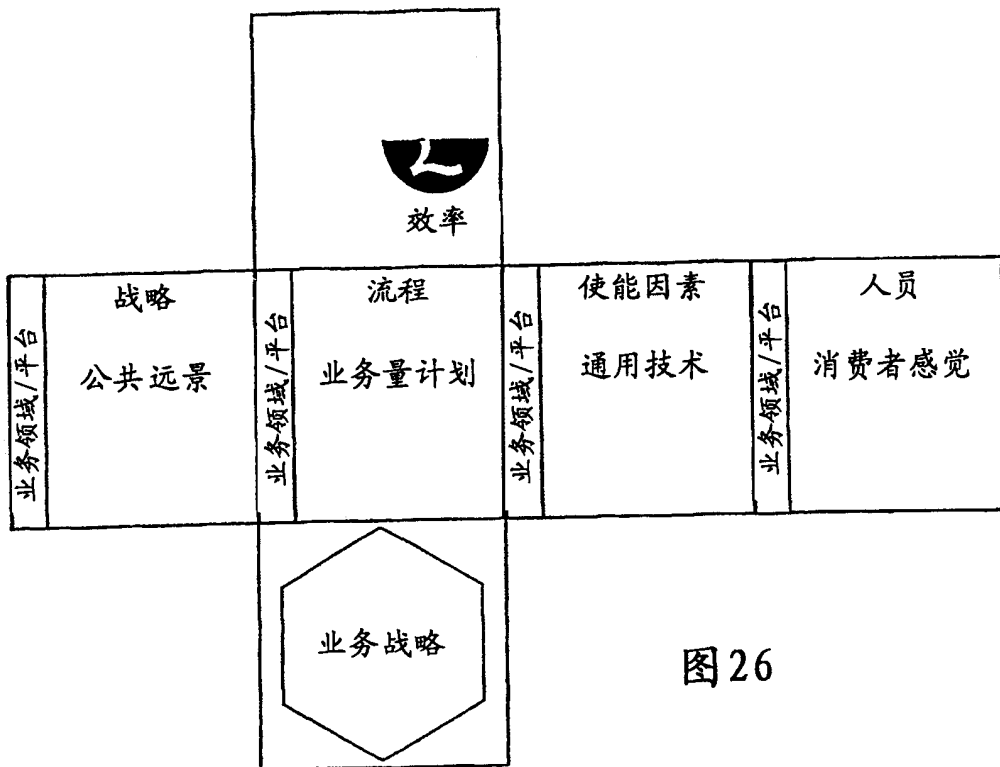 效率
业务领域/平台
战略
公共远景
业务领域/平台
流程
业务量计划
业务领域/平台
使能因素
通用技术
业务领域/平台
人员
消费者感觉
业务战略
图26